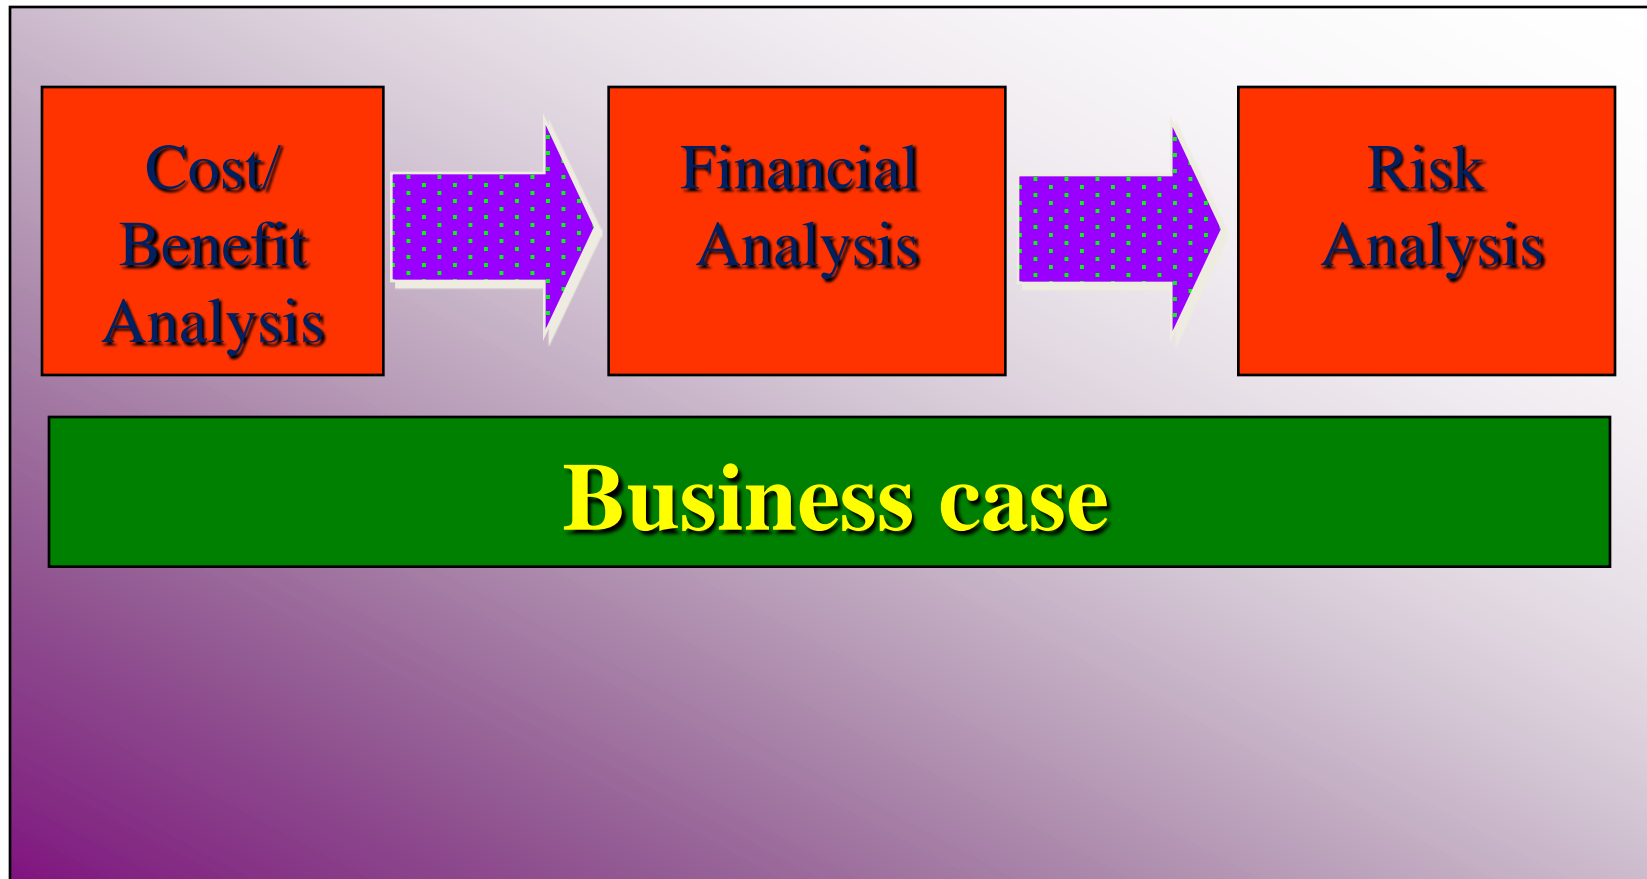 Cost/
Benefit
Analysis
Financial
Analysis
Risk
Analysis
Business case